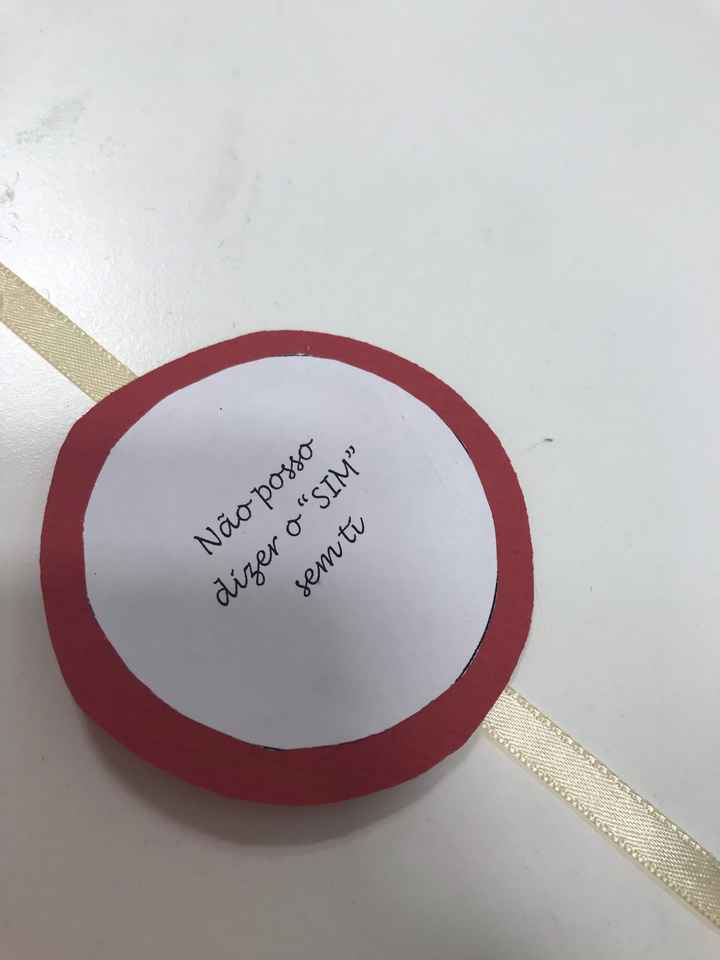 Não posso
dizer o “SIM”
sem ti